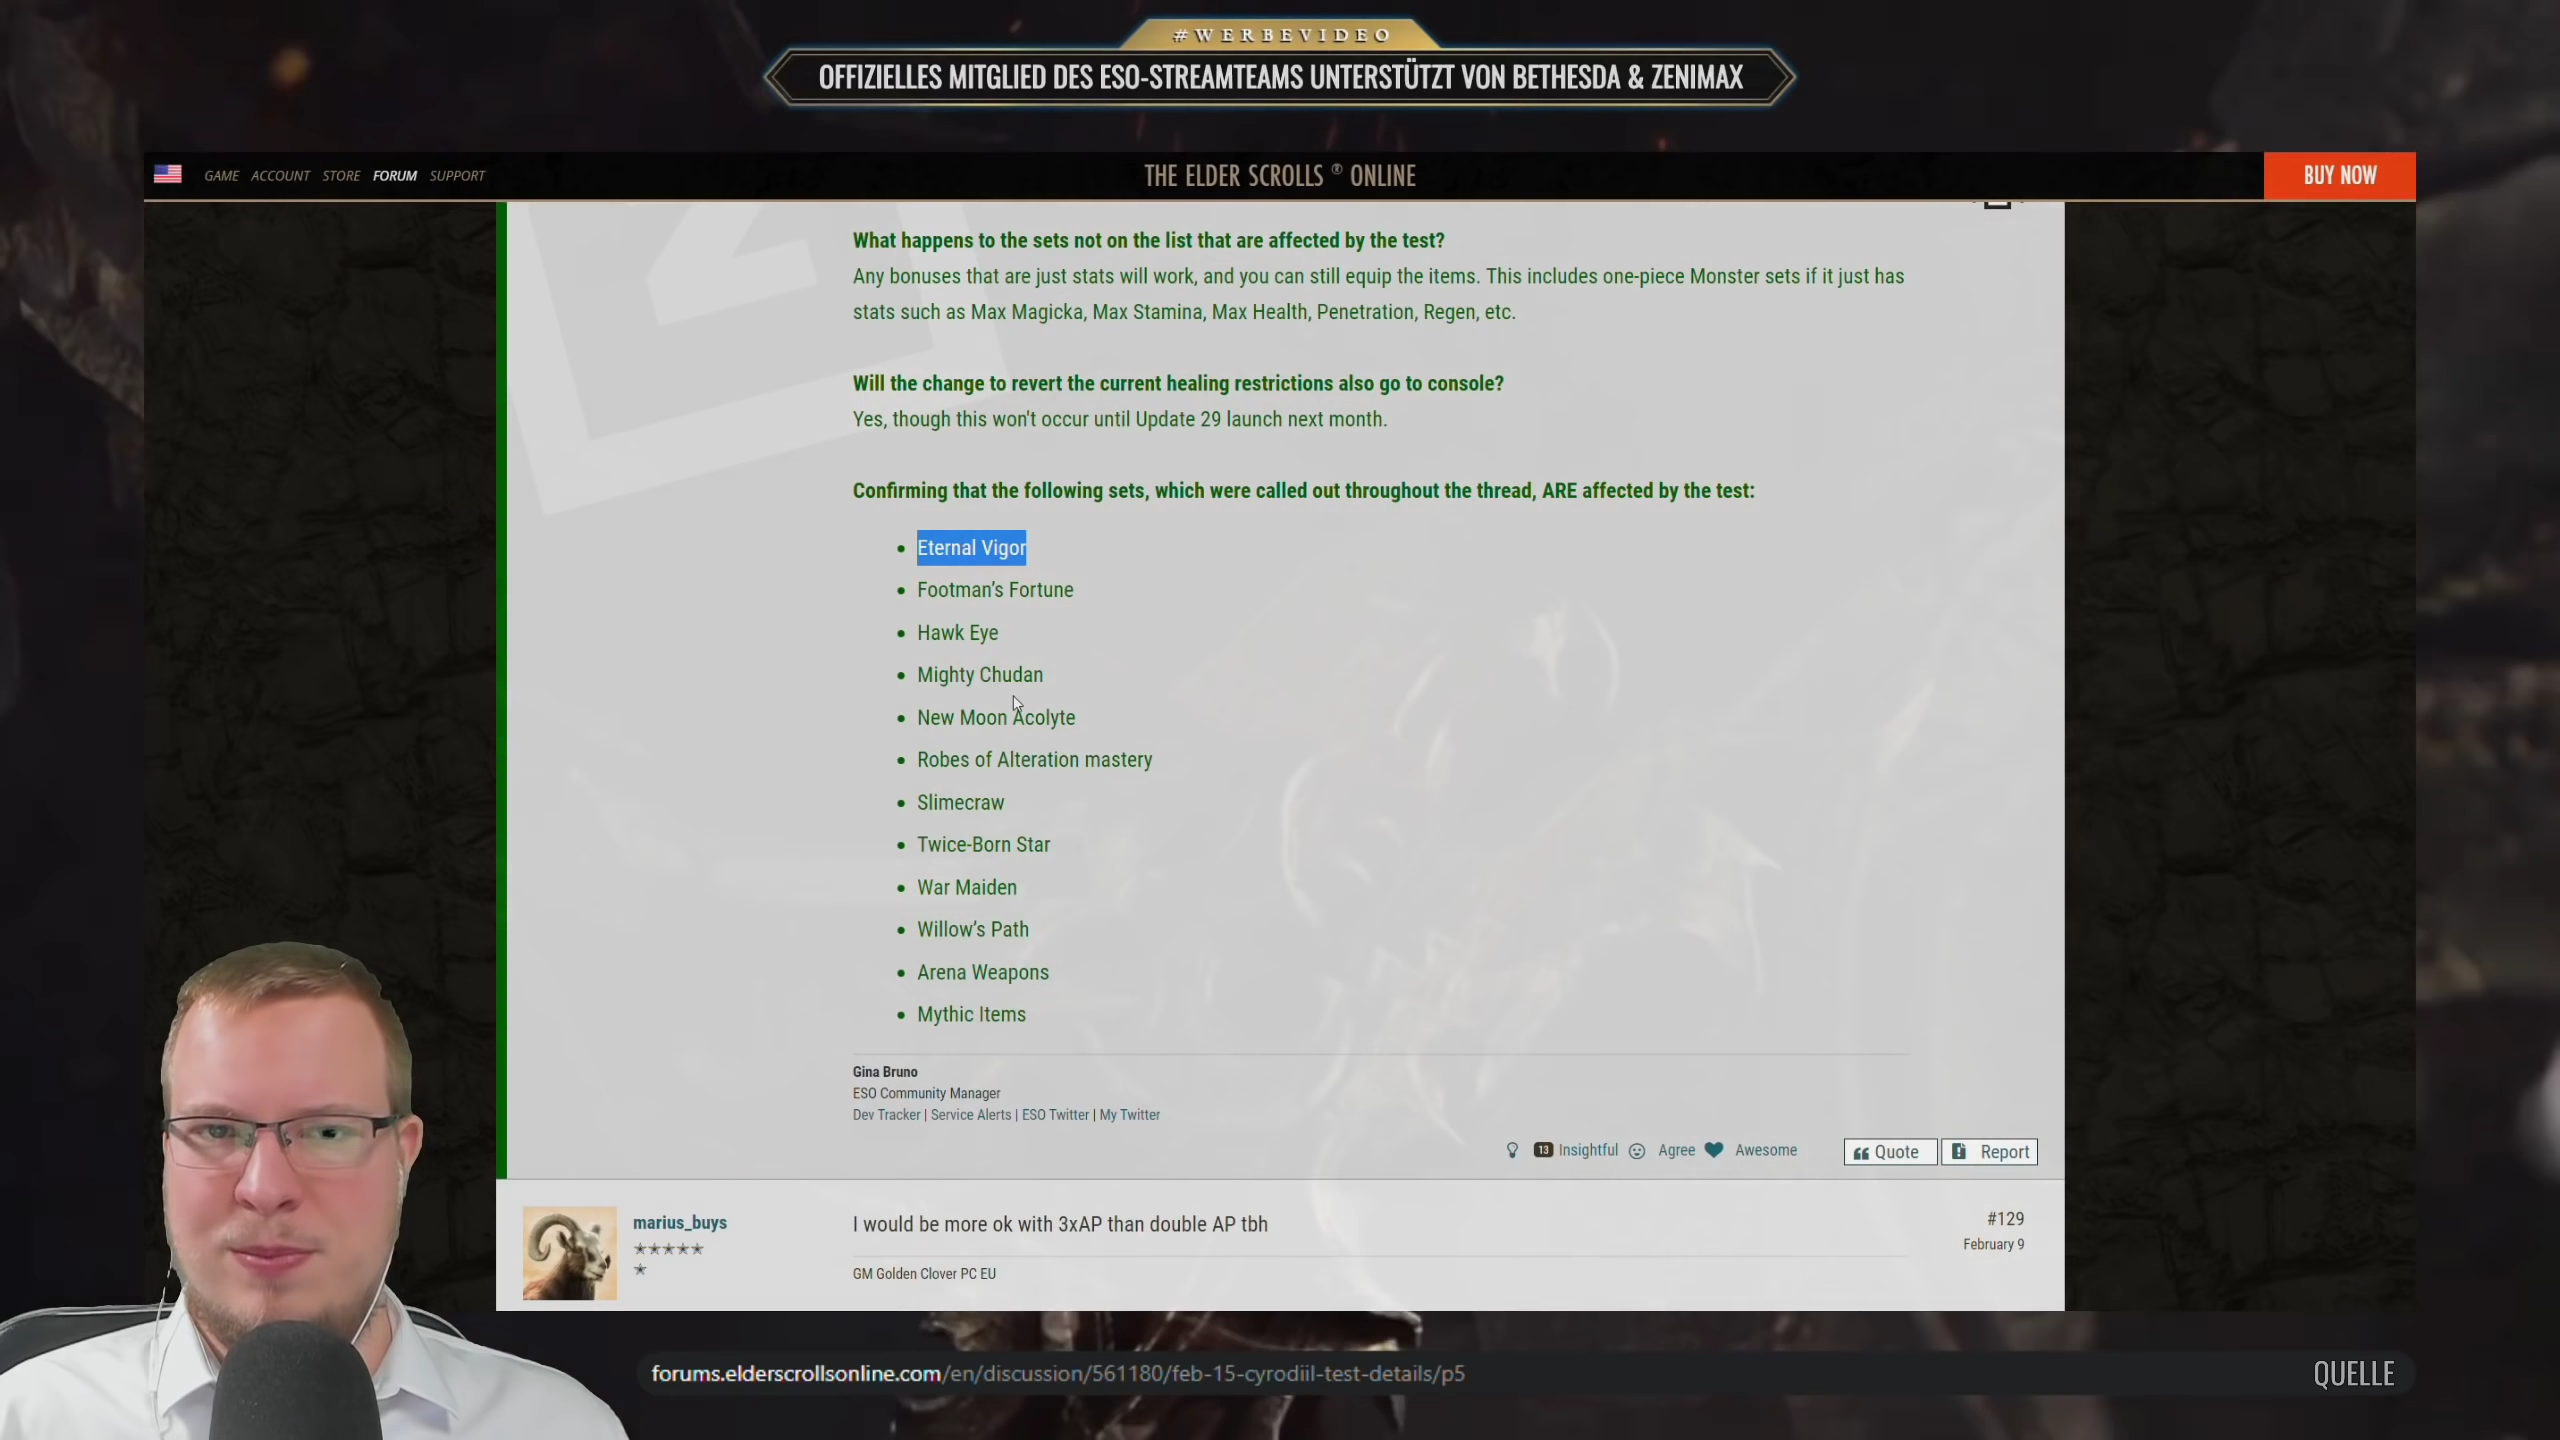 #WERBEVIDEO
OFFIZIELLES MITGLIED DES ESO-STREAMTEAMS UNTERSTÜTZT VON BETHESDA & ZENIMAX
GAME ACCOUNT STORE FORUM SUPPORT
THE ELDER SCROLLS ® ONLINE
BUY NOW
What happens to the sets not on the list that are affected by the test?
Any bonuses that are just stats will work, and you can still equip the items. This includes one-piece Monster sets if it just has
stats such as Max Magicka, Max Stamina, Max Health, Penetration, Regen, etc.
Will the change to revert the current healing restrictions also go to console?
Yes, though this won't occur until Update 29 launch next month.
Confirming that the following sets, which were called out throughout the thread, ARE affected by the test:
• Eternal Vigor
• Footman’s Fortune
• Hawk Eye
• Mighty Chudan
• New Moon Acolyte
• Robes of Alteration mastery
• Slimecraw
• Twice-Born Star
• War Maiden
• Willow’s Path
• Arena Weapons
• Mythic Items
Gina Bruno
ESO Community Manager
Dev Tracker | Service Alerts | ESO Twitter | My Twitter
13 Insightful Agree Awesome
Quote Report
marius_buys
I would be more ok with 3xAP than double AP tbh
#129
February 9
GM Golden Clover PC EU
forums.elderscrollsonline.com/en/discussion/561180/feb-15-cyrodiil-test-details/p5
QUELLE